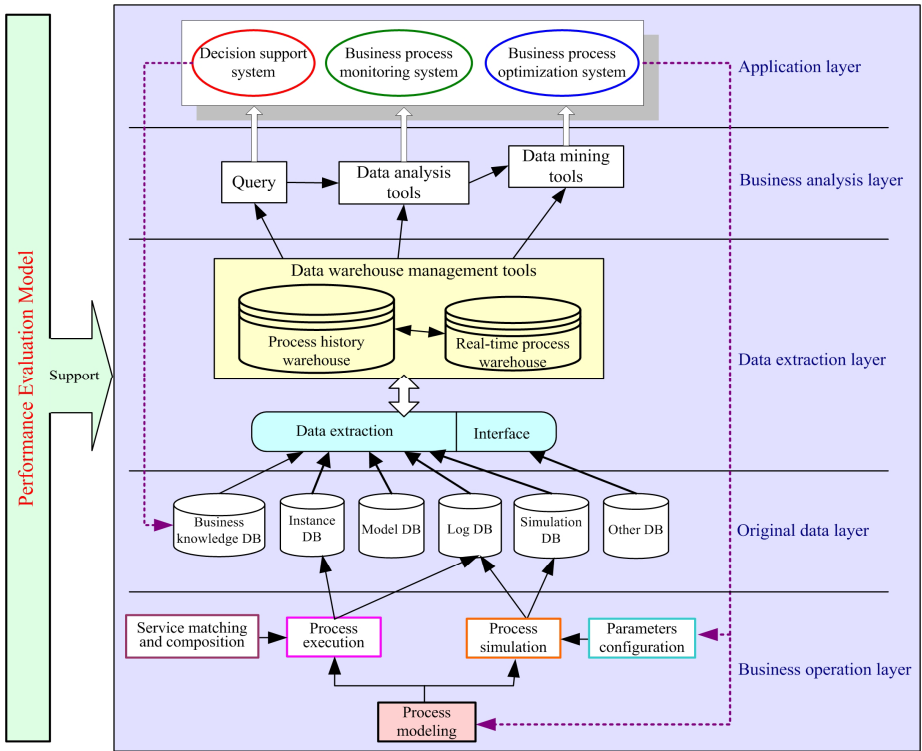 Performance Evaluation Model
Support
Decision support
system
Business process
monitoring system
Business process
optimization system
Application layer
Query
Data analysis
tools
Data mining
tools
Business analysis layer
Data warehouse management tools
Process history
warehouse
Real-time process
warehouse
Data extraction layer
Data extraction
Interface
Business
knowledge DB
Instance
DB
Model DB
Log DB
Simulation
DB
Other DB
Original data layer
Service matching
and composition
Process
execution
Process
simulation
Parameters
configuration
Business operation layer
Process
modeling